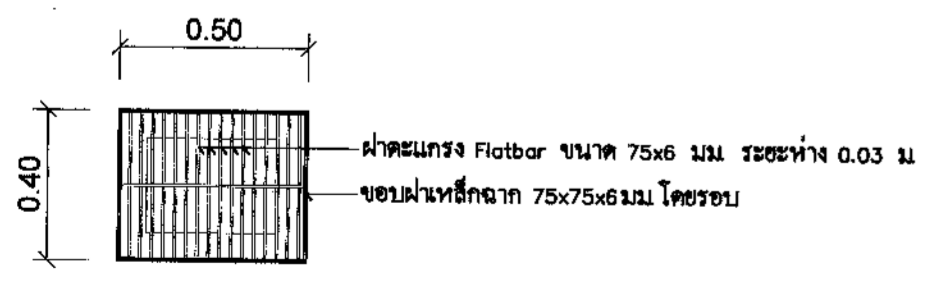 0.50
0.40
ฝาตะแกรง Flatbar ขนาด 75x6 มม ระยะห่าง 0.03 ม
ขอบฝาเหล็กฉาก 75x75x6มม โดยรอบ